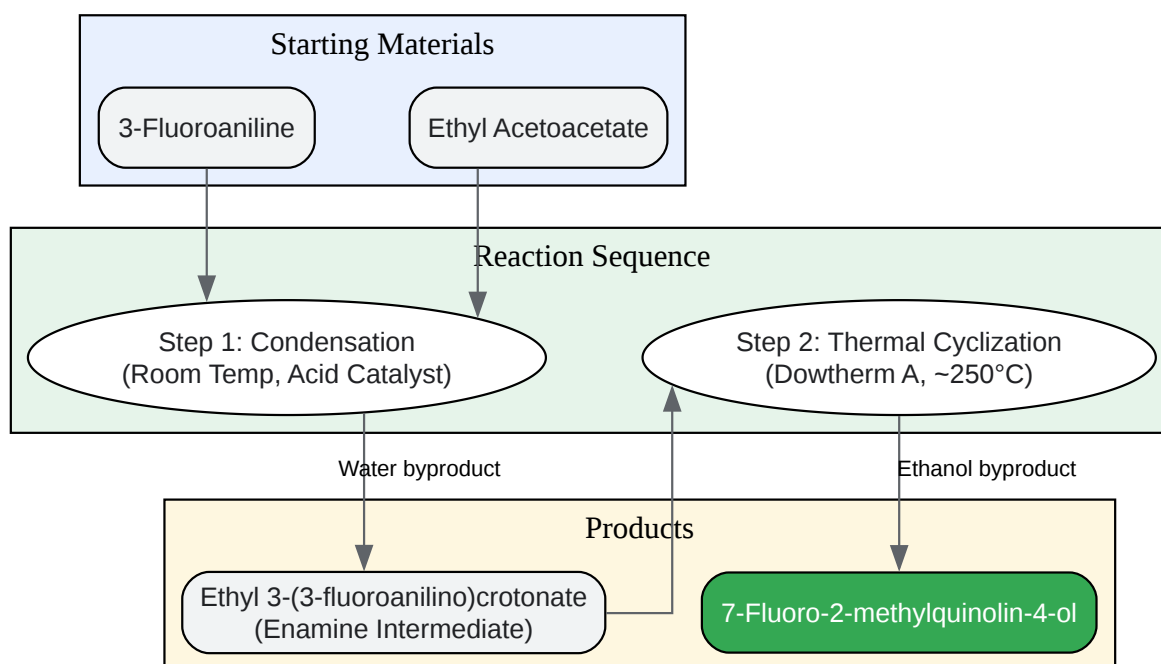 Starting Materials
3-Fluoroaniline
Ethyl Acetoacetate
Reaction Sequence
Step 1: Condensation
(Room Temp, Acid Catalyst)
Step 2: Thermal Cyclization
(Dowtherm A, ~250°C)
Water byproduct
Ethanol byproduct
Products
Ethyl 3-(3-fluoroanilino)crotonate
(Enamine Intermediate)
7-Fluoro-2-methylquinolin-4-ol